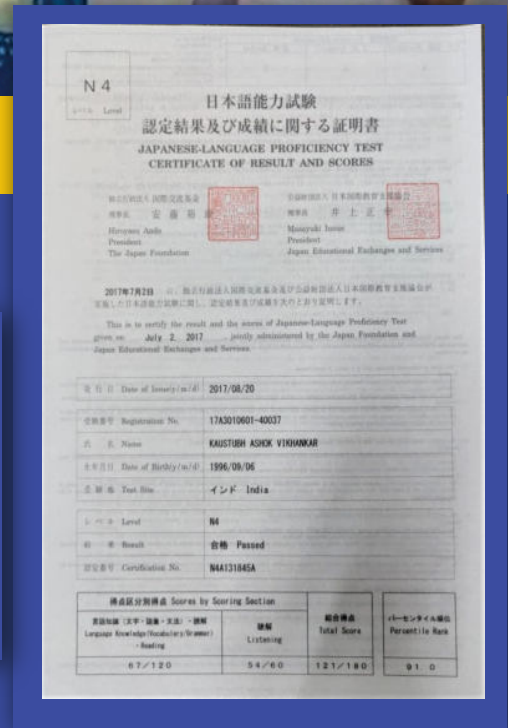 N4
レベル Level
日本語能力試験
認定結果及び成績に関する証明書
JAPANESE-LANGUAGE PROFICIENCY TEST
CERTIFICATE OF RESULT AND SCORES
独立行政法人 国際交流基金
理事長 安藤裕
Hiroyasu Ando
President
The Japan Foundation
公益財団法人 日本国際教育支援協会
理事長 井上正
Masayuki Inoue
President
Japan Educational Exchanges and Services
2017年7月2日 に、独立行政法人国際交流基金及び公益財団法人日本国際教育支援協会が
実施した日本語能力試験に関し、認定結果及び成績を次のとおり証明します。
This is to certify the result and the scores of Japanese-Language Proficiency Test
given on July 2, 2017 , jointly administered by the Japan Foundation and
Japan Educational Exchanges and Services.
発行日 Date of Issue(y/m/d) 2017/08/20
受験番号 Registration No. 17A3010601-40037
氏名 Name KAUSTUBH ASHOK VIKHANKAR
生年月日 Date of Birth(y/m/d) 1996/09/06
受験地 Test Site インド India
レベル Level N4
結果 Result 合格 Passed
認定番号 Certification No. N4A131845A
得点区分別得点 Scores by Scoring Section
言語知識（文字・語彙・文法）・読解
Language Knowledge(Vocabulary/Grammar)
・Reading
聴解
Listening
総合得点
Total Score
パーセンタイル順位
Percentile Rank
67/120
54/60
121/180
91.0